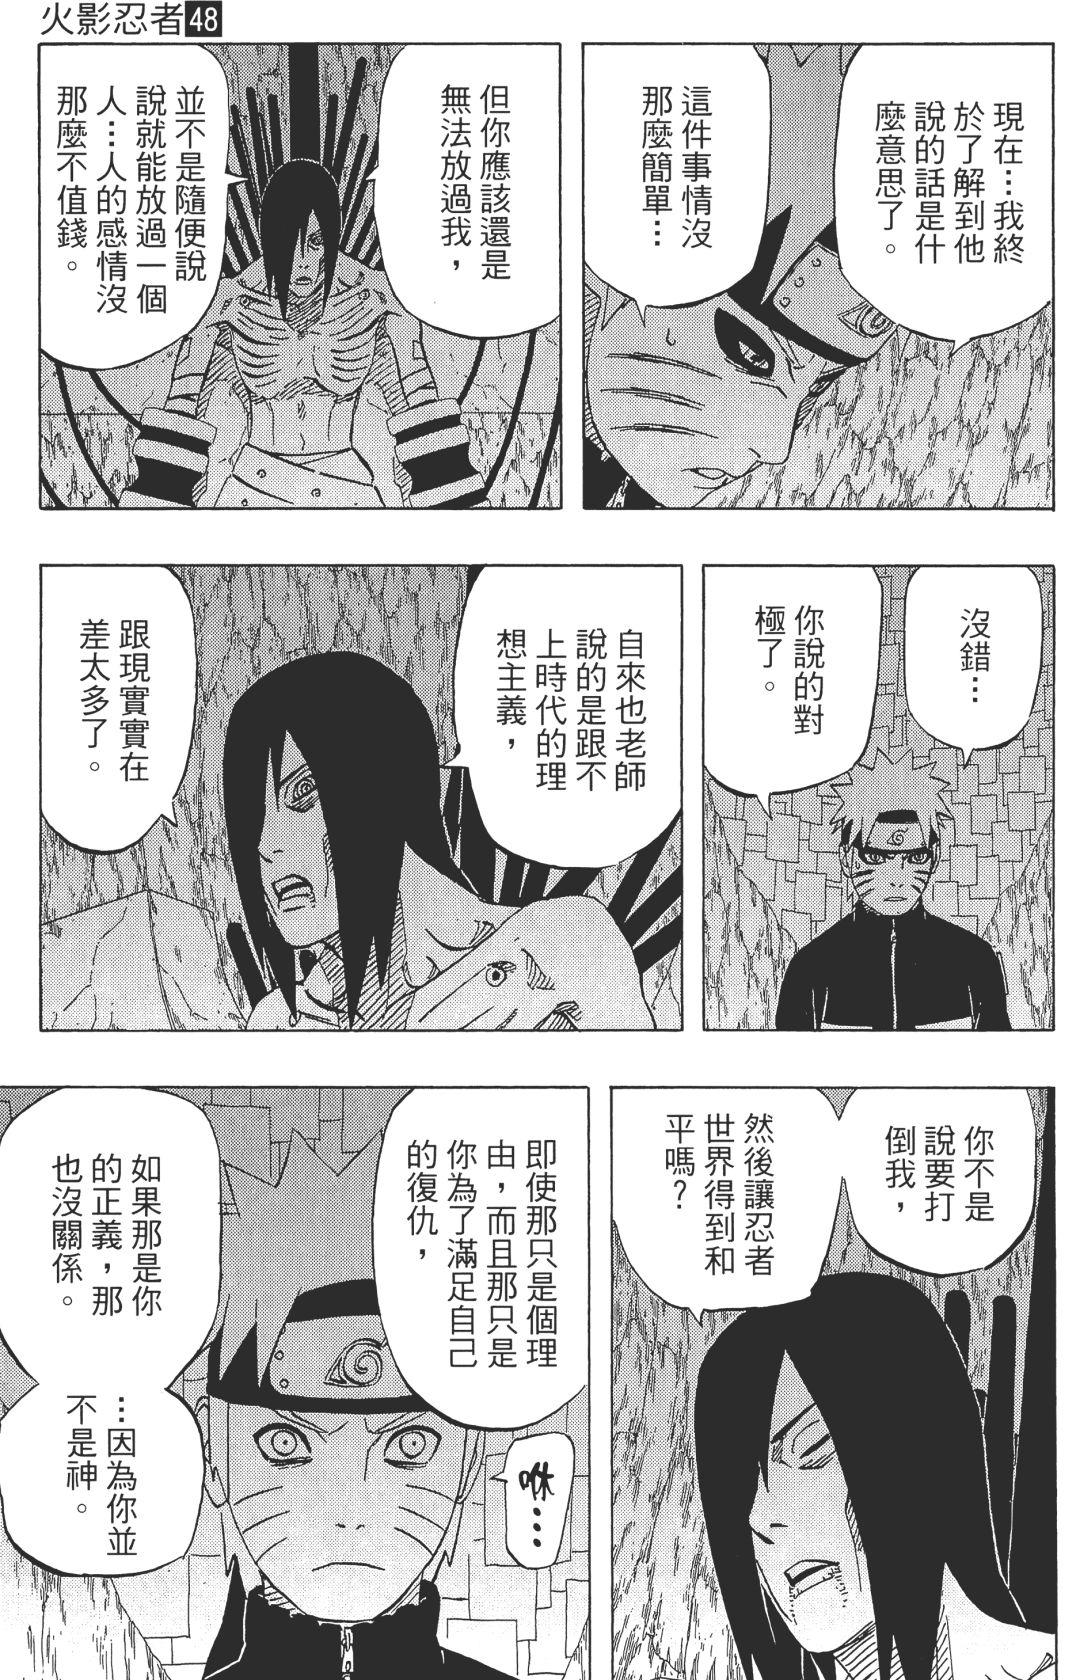 火影忍者48
現在…我終
於了解到他
說的話是什
麼意思了。
這件事情沒
那麼簡單…
但你應該還是
無法放過我，
並不是隨便說
說就能放過一個
人…人的感情沒
那麼不值錢。
沒錯…
你說的對
極了。
自來也老師
說的是跟不
上時代的理
想主義，
跟現實實在
差太多了。
你不是
說要打
倒我，
然後讓忍者
世界得到和
平嗎？
即使那只是個理
由，而且那只是
你為了滿足自己
的復仇，
咻…
如果那是你
的正義，那
也沒關係。
…因為你並
不是神。